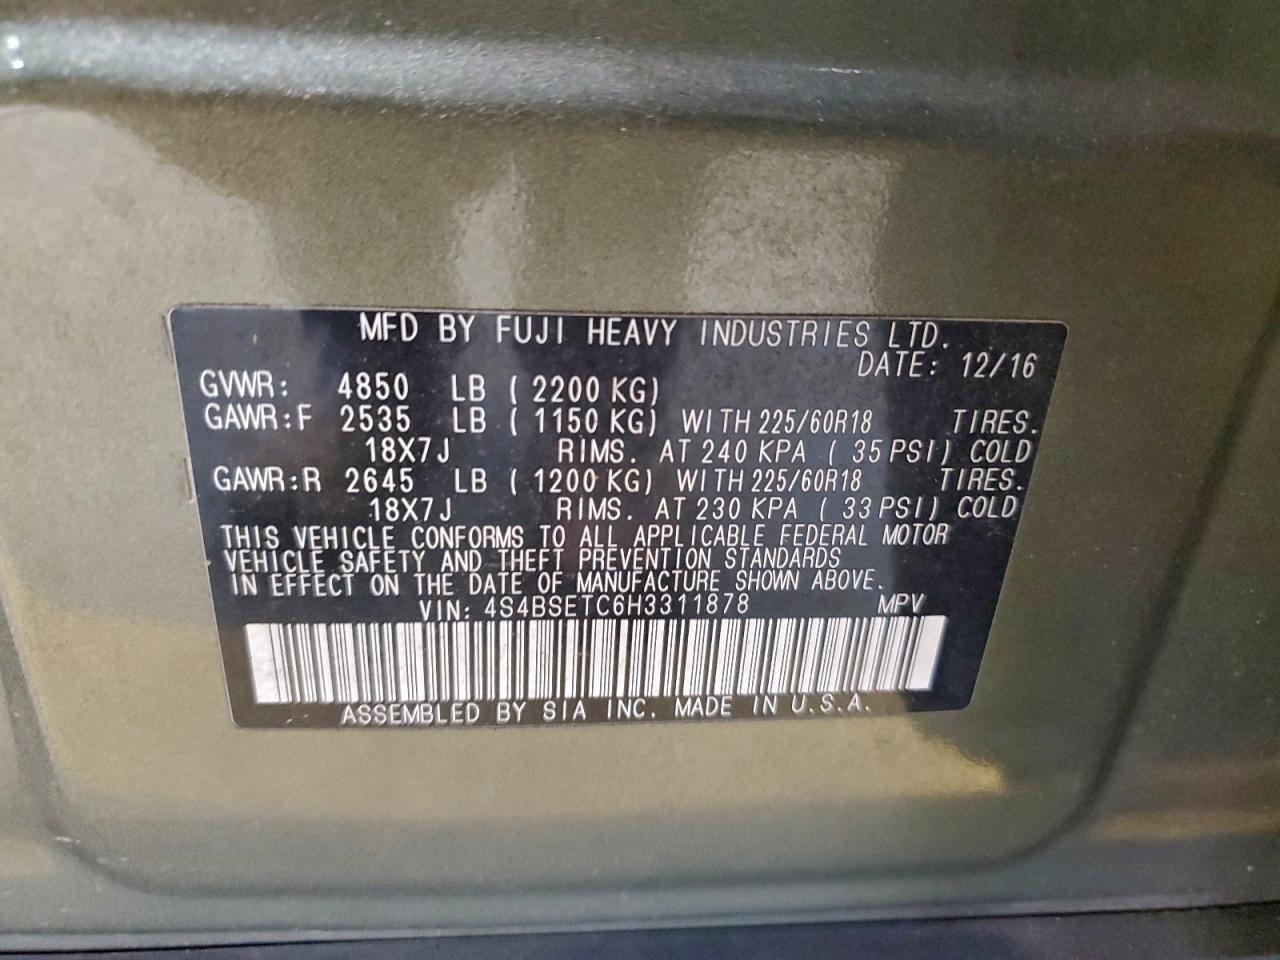 MFD BY FUJI HEAVY INDUSTRIES LTD.
DATE: 12/16
GVWR: 4850 LB ( 2200 KG)
GAWR:F 2535 LB ( 1150 KG) WITH 225/60R18 TIRES.
18X7J RIMS. AT 240 KPA ( 35 PSI) COLD
GAWR:R 2645 LB ( 1200 KG) WITH 225/60R18 TIRES.
18X7J RIMS. AT 230 KPA ( 33 PSI) COLD
THIS VEHICLE CONFORMS TO ALL APPLICABLE FEDERAL MOTOR
VEHICLE SAFETY AND THEFT PREVENTION STANDARDS
IN EFFECT ON THE DATE OF MANUFACTURE SHOWN ABOVE.
VIN: 4S4BSETC6H3311878 MPV
ASSEMBLED BY SIA INC. MADE IN U.S.A.